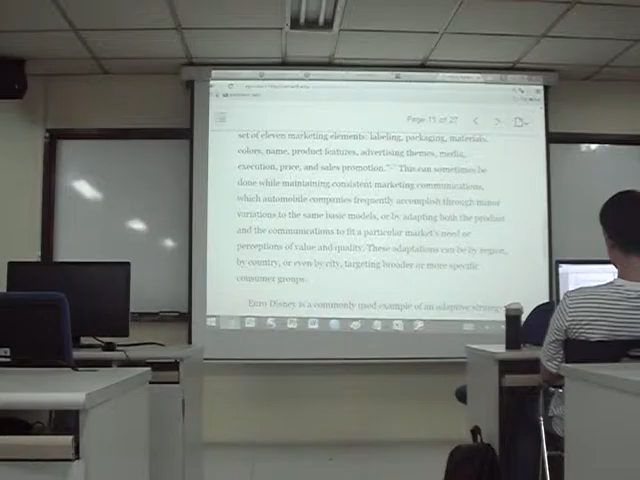 Page 15 of 27
set of eleven marketing elements: labeling, packaging, materials,
colors, name, product features, advertising themes, media,
execution, price, and sales promotion." This can sometimes be
done while maintaining consistent marketing communications,
which automobile companies frequently accomplish through minor
variations to the same basic models, or by adapting both the product
and the communications to fit a particular market's need or
perceptions of value and quality. These adaptations can be by region,
by country, or even by city, targeting broader or more specific
consumer groups.
Euro Disney is a commonly used example of an adaptive strateg-